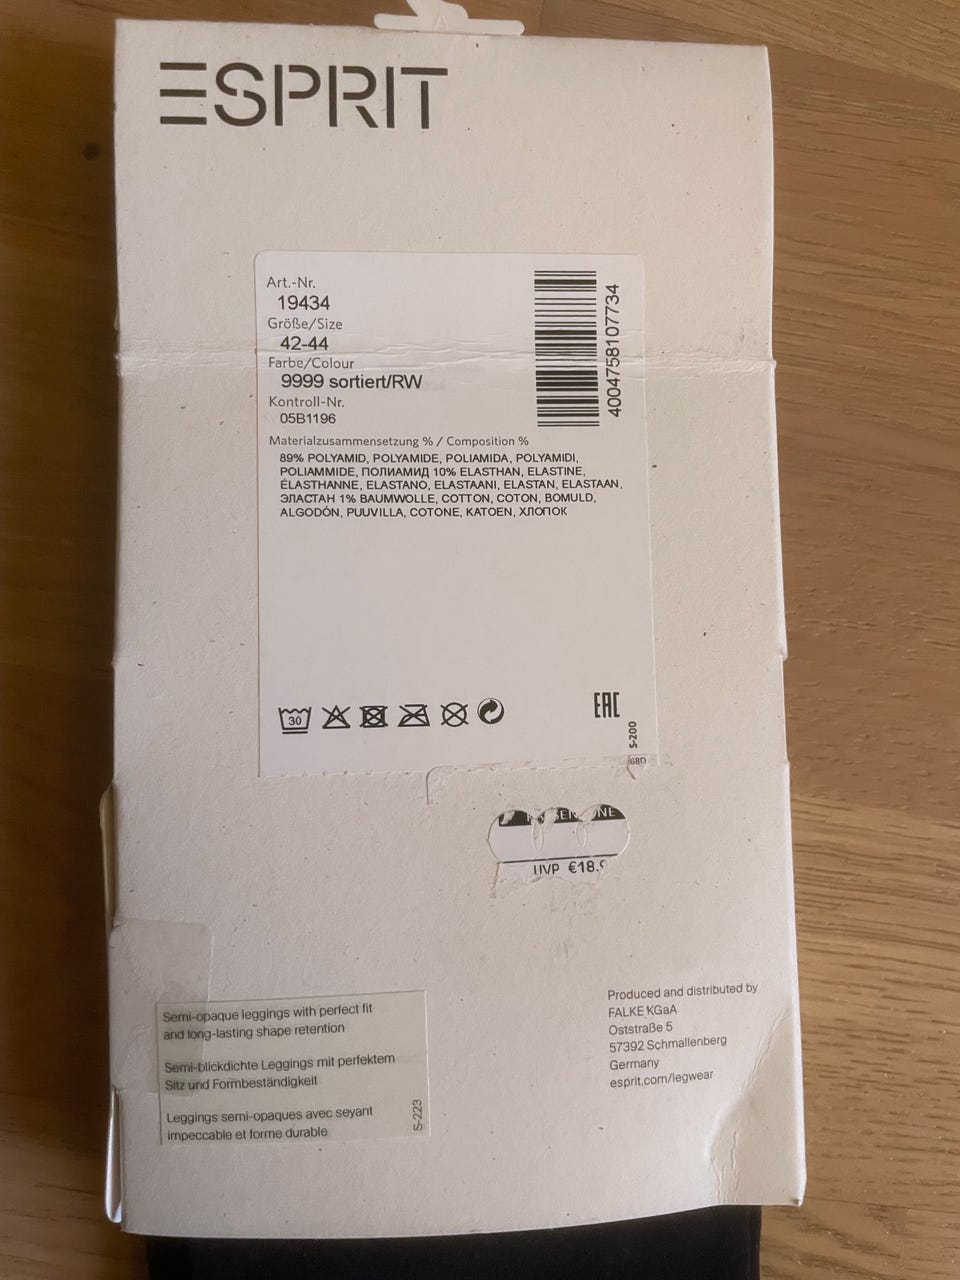 ESPRIT
Art.-Nr.
19434
Größe/Size
42-44
Farbe/Colour
9999 sortiert/RW
Kontroll-Nr.
05B1196
4004758107734
Materialzusammensetzung % / Composition %
89% POLYAMID, POLYAMIDE, POLIAMIDA, POLYAMIDI,
POLIAMMIDE, ПОЛИАМИД 10% ELASTHAN, ELASTINE,
ÉLASTHANNE, ELASTANO, ELASTAANI, ELASTAN, ELASTAAN,
ЭЛАСТАН 1% BAUMWOLLE, COTTON, COTON, BOMULD,
ALGODÓN, PUUVILLA, COTONE, KATOEN, ХЛОПОК
30
EAC
S-200
UVP €18.
Semi-opaque leggings with perfect fit
and long-lasting shape retention
Semi-blickdichte Leggings mit perfektem
Sitz und Formbeständigkeit
Leggings semi-opaques avec seyant
impeccable et forme durable
S-223
Produced and distributed by
FALKE KGaA
Oststraße 5
57392 Schmallenberg
Germany
esprit.com/legwear